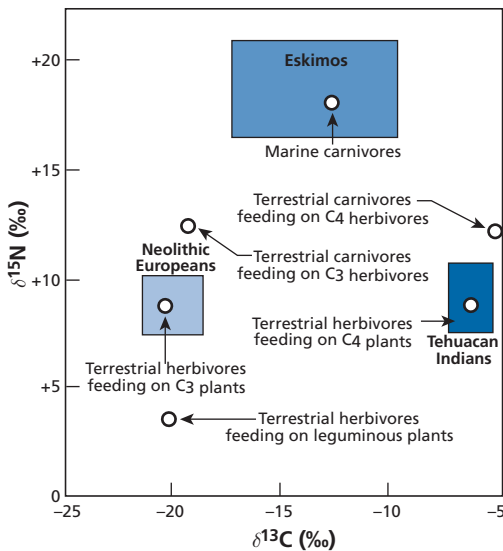 +20
+15
+10
+5
0
δ15N (‰)
Eskimos
Marine carnivores
Terrestrial carnivores
feeding on C4 herbivores
Terrestrial carnivores
feeding on C3 herbivores
Neolithic
Europeans
Terrestrial herbivores
feeding on C4 plants
Tehuacan
Indians
Terrestrial herbivores
feeding on C3 plants
Terrestrial herbivores
feeding on leguminous plants
–25
–20
–15
–10
–5
δ13C (‰)